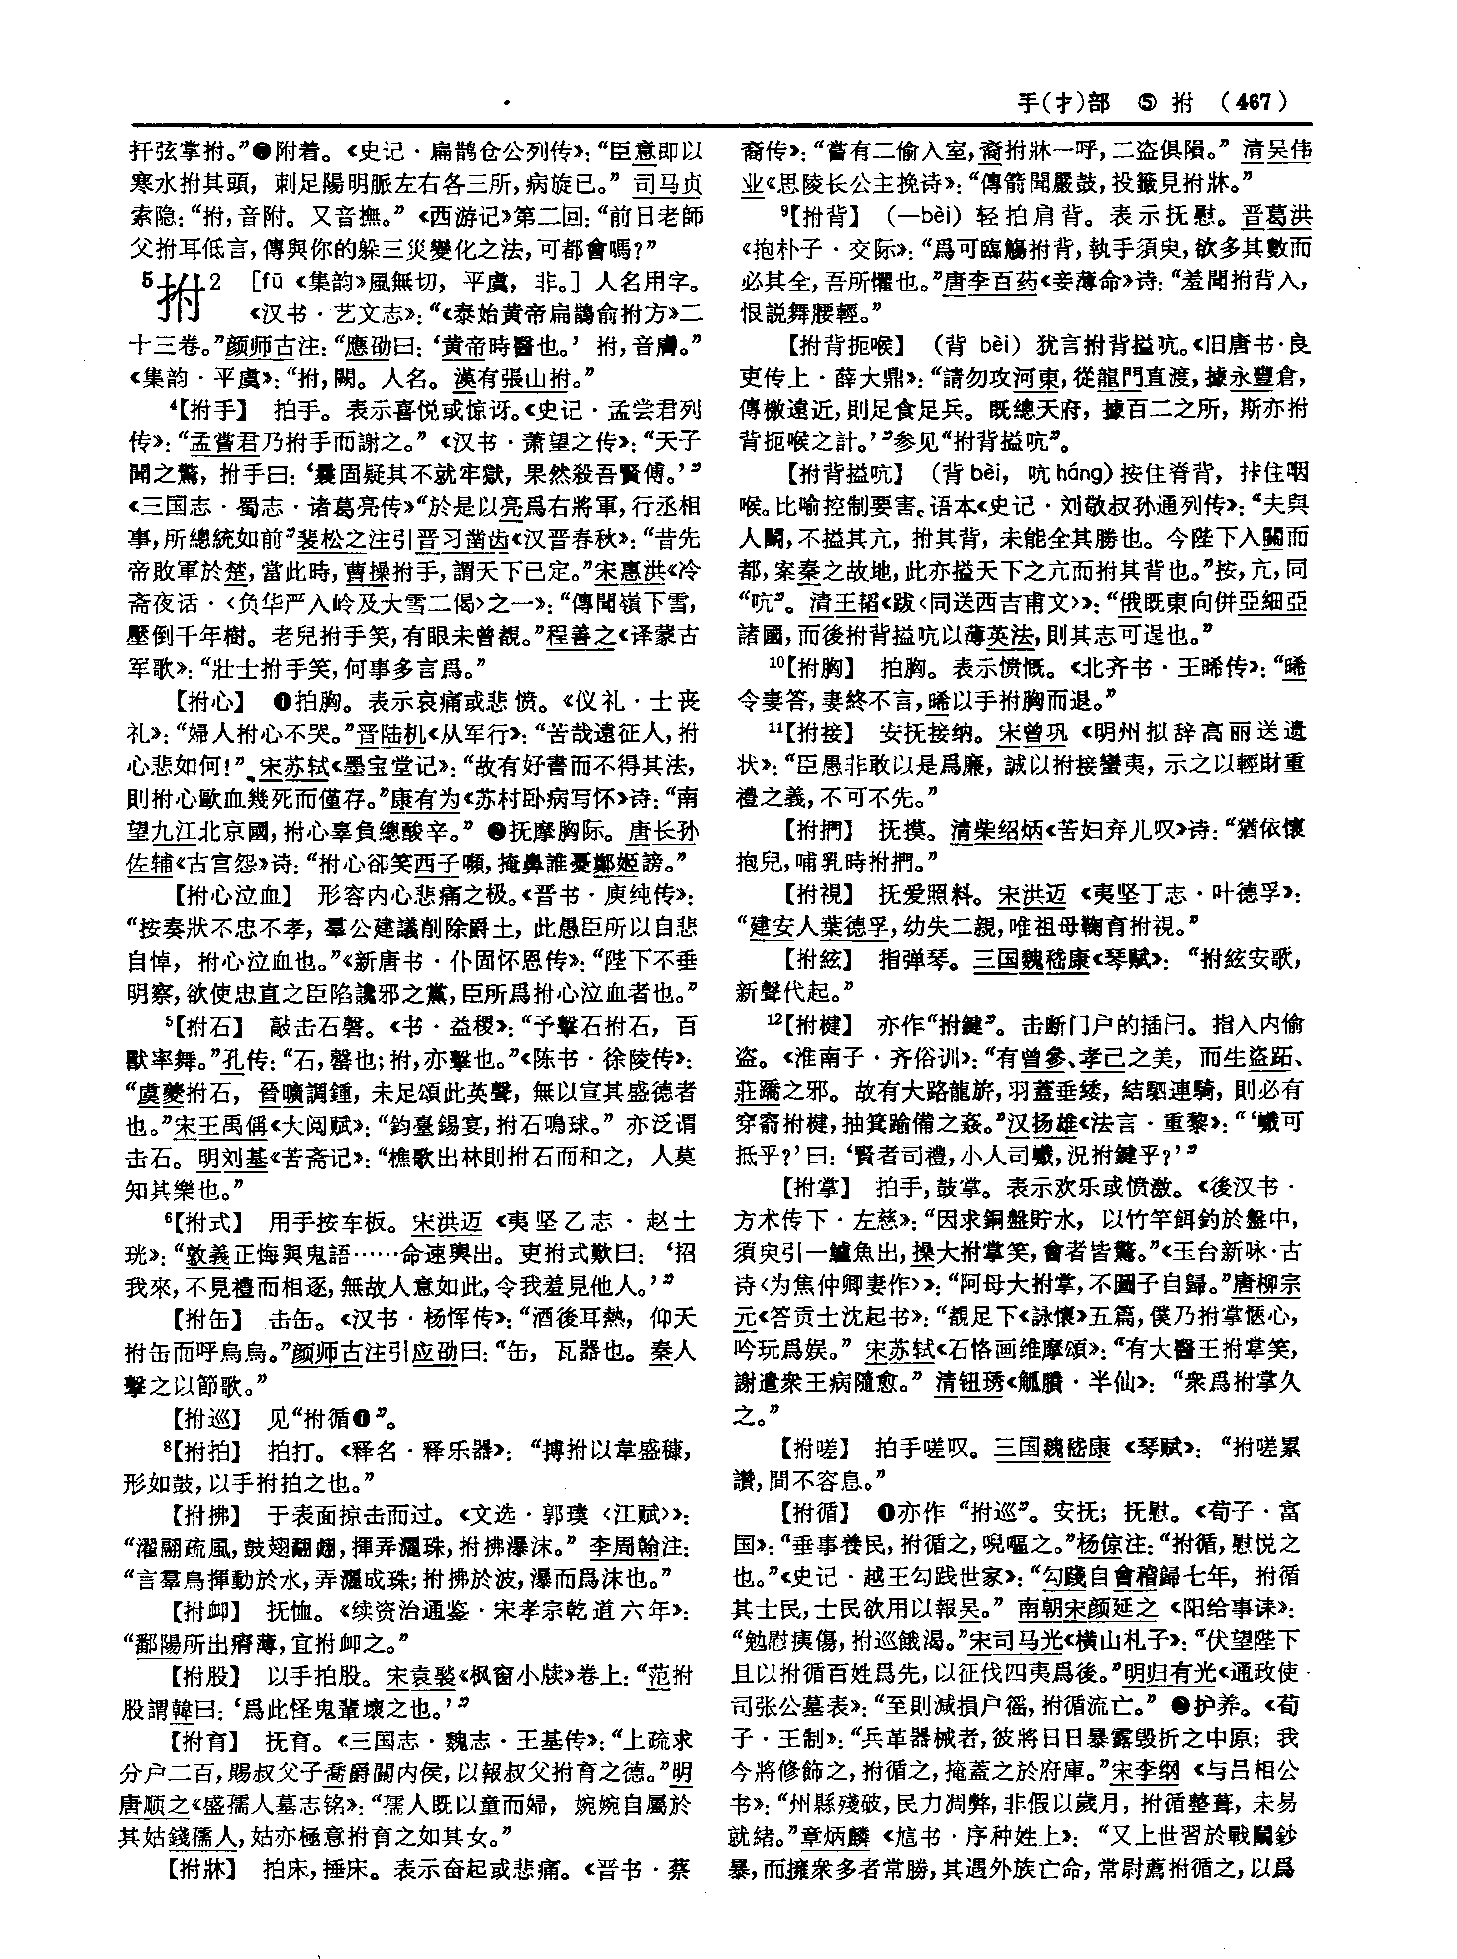 手(扌)部 ⑤ 拊 (467)
扞弦掌拊。”❼附着。《史记·扁鹊仓公列传》：“臣意即以
寒水拊其頭，刺足陽明脈左右各三所，病旋已。”司马贞
索隐：“拊，音附。又音撫。”《西游记》第二回：“前日老師
父拊耳低言，傳與你的躲三災變化之法，可都會嗎？”
5拊2 [fū《集韵》風無切，平虞，非。] 人名用字。
《汉书·艺文志》：“《泰始黄帝扁鵲俞拊方》二
十三卷。”颜师古注：“應劭曰：‘黄帝時醫也。’拊，音膚。”
《集韵·平虞》：“拊，闕。人名。漢有張山拊。”
4【拊手】 拍手。表示喜悦或惊讶。《史记·孟尝君列
传》：“孟嘗君乃拊手而謝之。”《汉书·萧望之传》：“天子
聞之驚，拊手曰：‘曩固疑其不就牢獄，果然殺吾賢傅。’”
《三国志·蜀志·诸葛亮传》“於是以亮爲右將軍，行丞相
事，所總統如前”裴松之注引晋习凿齿《汉晋春秋》：“昔先
帝敗軍於楚，當此時，曹操拊手，謂天下已定。”宋惠洪《冷
斋夜话·〈负华严入岭及大雪二偈〉之一》：“傳聞嶺下雪，
壓倒千年樹。老兒拊手笑，有眼未曾覩。”程善之《译蒙古
军歌》：“壯士拊手笑，何事多言爲。”
【拊心】 ❶拍胸。表示哀痛或悲愤。《仪礼·士丧
礼》：“婦人拊心不哭。”晋陆机《从军行》：“苦哉遠征人，拊
心悲如何！”宋苏轼《墨宝堂记》：“故有好書而不得其法，
則拊心歐血幾死而僅存。”康有为《苏村卧病写怀》诗：“南
望九江北京國，拊心辜負總酸辛。”❷抚摩胸际。唐长孙
佐辅《古宫怨》诗：“拊心卻笑西子嚬，掩鼻誰憂鄭姬謗。”
【拊心泣血】 形容内心悲痛之极。《晋书·庾纯传》：
“按奏狀不忠不孝，羣公建議削除爵土，此愚臣所以自悲
自悼，拊心泣血也。”《新唐书·仆固怀恩传》：“陛下不垂
明察，欲使忠直之臣陷讒邪之黨，臣所爲拊心泣血者也。”
5【拊石】 敲击石磬。《书·益稷》：“予擊石拊石，百
獸率舞。”孔传：“石，磬也；拊，亦擊也。”《陈书·徐陵传》：
“虞夔拊石，晉曠調鍾，未足頌此英聲，無以宣其盛德者
也。”宋王禹偁《大阅赋》：“鈞臺錫宴，拊石鳴球。”亦泛谓
击石。明刘基《苦斋记》：“樵歌出林則拊石而和之，人莫
知其樂也。”
6【拊式】 用手按车板。宋洪迈《夷坚乙志·赵士
珖》：“敦義正悔與鬼語……命速輿出。吏拊式歎曰：‘招
我來，不見禮而相逐，無故人意如此，令我羞見他人。’”
【拊缶】 击缶。《汉书·杨恽传》：“酒後耳熱，仰天
拊缶而呼烏烏。”颜师古注引应劭曰：“缶，瓦器也。秦人
擊之以節歌。”
【拊巡】 见“拊循❶”。
8【拊拍】 拍打。《释名·释乐器》：“搏拊以韋盛糠，
形如鼓，以手拊拍之也。”
【拊拂】 于表面掠击而过。《文选·郭璞〈江赋〉》：
“濯翮疏風，鼓翅翻翽，揮弄灑珠，拊拂瀑沫。”李周翰注：
“言羣鳥揮動於水，弄灑成珠；拊拂於波，瀑而爲沫也。”
【拊卹】 抚恤。《续资治通鉴·宋孝宗乾道六年》：
“鄱陽所出瘠薄，宜拊卹之。”
【拊股】 以手拍股。宋袁褧《枫窗小牍》卷上：“范拊
股謂韓曰：‘爲此怪鬼輩壞之也。’”
【拊育】 抚育。《三国志·魏志·王基传》：“上疏求
分户二百，賜叔父子喬爵關内侯，以報叔父拊育之德。”明
唐顺之《盛孺人墓志铭》：“孺人既以童而婦，婉婉自屬於
其姑錢孺人，姑亦極意拊育之如其女。”
【拊牀】 拍床，捶床。表示奋起或悲痛。《晋书·蔡
裔传》：“嘗有二偷入室，裔拊牀一呼，二盗俱隕。”清吴伟
业《思陵长公主挽诗》：“傳箭聞嚴鼓，投籤見拊牀。”
9【拊背】 （—bèi）轻拍肩背。表示抚慰。晋葛洪
《抱朴子·交际》：“爲可臨觴拊背，執手須臾，欲多其數而
必其全，吾所懼也。”唐李百药《妾薄命》诗：“羞聞拊背入，
恨説舞腰輕。”
【拊背扼喉】 （背 bèi）犹言拊背搤吭。《旧唐书·良
吏传上·薛大鼎》：“請勿攻河東，從龍門直渡，據永豐倉，
傳檄遠近，則足食足兵。既總天府，據百二之所，斯亦拊
背扼喉之計。’”参见“拊背搤吭”。
【拊背搤吭】 （背bèi，吭háng）按住脊背，拤住咽
喉。比喻控制要害。语本《史记·刘敬叔孙通列传》：“夫與
人鬭，不搤其亢，拊其背，未能全其勝也。今陛下入關而
都，案秦之故地，此亦搤天下之亢而拊其背也。”按，亢，同
“吭”。清王韬《跋〈同送西吉甫文〉》：“俄既東向併亞細亞
諸國，而後拊背搤吭以薄英法，則其志可逞也。”
10【拊胸】 拍胸。表示愤慨。《北齐书·王晞传》：“晞
令妻答，妻終不言，晞以手拊胸而退。”
11【拊接】 安抚接纳。宋曾巩《明州拟辞高丽送遗
状》：“臣愚非敢以是爲廉，誠以拊接蠻夷，示之以輕財重
禮之義，不可不先。”
【拊捫】 抚摸。清柴绍炳《苦妇弃儿叹》诗：“猶依懷
抱兒，哺乳時拊捫。”
【拊視】 抚爱照料。宋洪迈《夷坚丁志·叶德孚》：
“建安人葉德孚，幼失二親，唯祖母鞠育拊視。”
【拊絃】 指弹琴。三国魏嵇康《琴赋》：“拊絃安歌，
新聲代起。”
12【拊楗】 亦作“拊鍵”。击断门户的插闩。指入内偷
盗。《淮南子·齐俗训》：“有曾參、孝己之美，而生盗跖、
莊蹻之邪。故有大路龍旂，羽蓋垂緌，結駟連騎，則必有
穿窬拊楗，抽箕踰備之姦。”汉扬雄《法言·重黎》：“‘㘙可
抵乎？’曰：‘賢者司禮，小人司㘙，況拊鍵乎？’”
【拊掌】 拍手，鼓掌。表示欢乐或愤激。《後汉书·
方术传下·左慈》：“因求銅盤貯水，以竹竿餌釣於盤中，
須臾引一鱸魚出，操大拊掌笑，會者皆驚。”《玉台新咏·古
诗〈为焦仲卿妻作〉》：“阿母大拊掌，不圖子自歸。”唐柳宗
元《答贡士沈起书》：“覩足下《詠懷》五篇，僕乃拊掌愜心，
吟玩爲娱。”宋苏轼《石恪画维摩頌》：“有大醫王拊掌笑，
謝遣衆王病隨愈。”清钮琇《觚賸·半仙》：“衆爲拊掌久
之。”
【拊嗟】 拍手嗟叹。三国魏嵇康《琴赋》：“拊嗟累
讚，間不容息。”
【拊循】 ❶亦作“拊巡”。安抚；抚慰。《荀子·富
国》：“垂事養民，拊循之，唲嘔之。”杨倞注：“拊循，慰悦之
也。”《史记·越王勾践世家》：“勾踐自會稽歸七年，拊循
其士民，士民欲用以報吴。”南朝宋颜延之《阳给事诔》：
“勉慰痍傷，拊巡餓渴。”宋司马光《横山札子》：“伏望陛下
且以拊循百姓爲先，以征伐四夷爲後。”明归有光《通政使
司张公墓表》：“至則減損户徭，拊循流亡。”❷护养。《荀
子·王制》：“兵革器械者，彼將日日暴露毁折之中原；我
今將修飾之，拊循之，掩蓋之於府庫。”宋李纲《与吕相公
书》：“州縣殘破，民力凋弊，非假以歲月，拊循整葺，未易
就緒。”章炳麟《訄书·序种姓上》：“又上世習於戰鬭鈔
暴，而擁衆多者常勝，其遇外族亡命，常尉薦拊循之，以爲